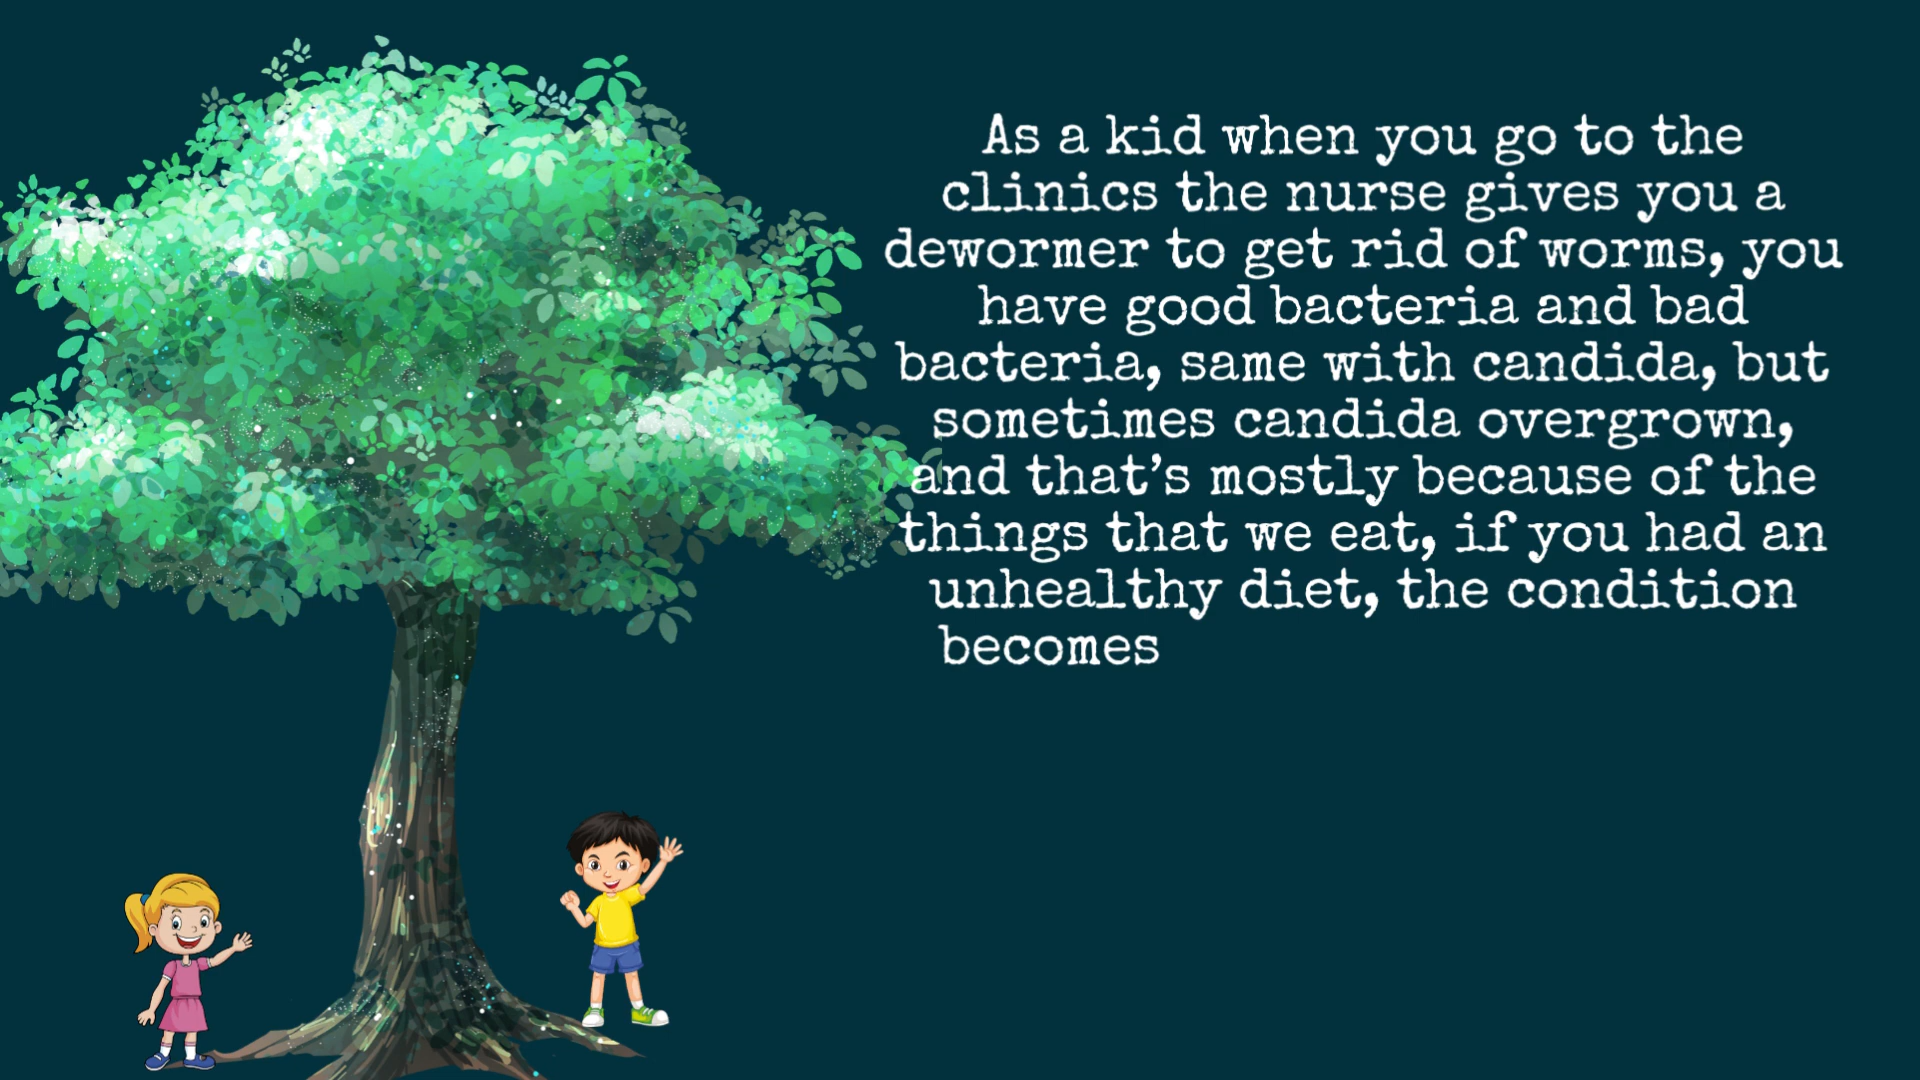 As a kid when you go to the
clinics the nurse gives you a
dewormer to get rid of worms, you
have good bacteria and bad
bacteria, same with candida, but
sometimes candida overgrown,
and that’s mostly because of the
things that we eat, if you had an
unhealthy diet, the condition
becomes